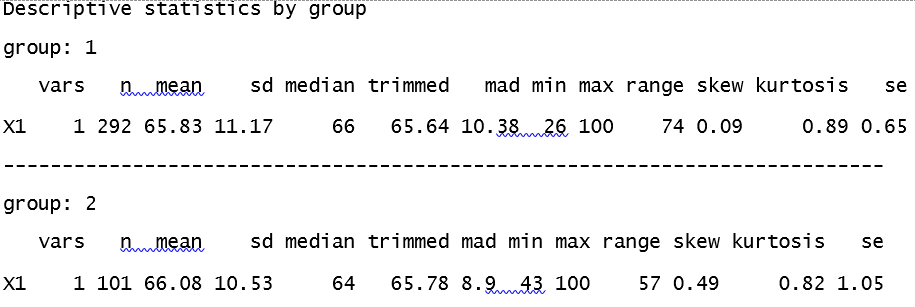 Descriptive statistics by group
group: 1
vars n mean sd median trimmed mad min max range skew kurtosis se
X1 1 292 65.83 11.17 66 65.64 10.38 26 100 74 0.09 0.89 0.65
--------------------------------------------------------------------------
group: 2
vars n mean sd median trimmed mad min max range skew kurtosis se
X1 1 101 66.08 10.53 64 65.78 8.9 43 100 57 0.49 0.82 1.05